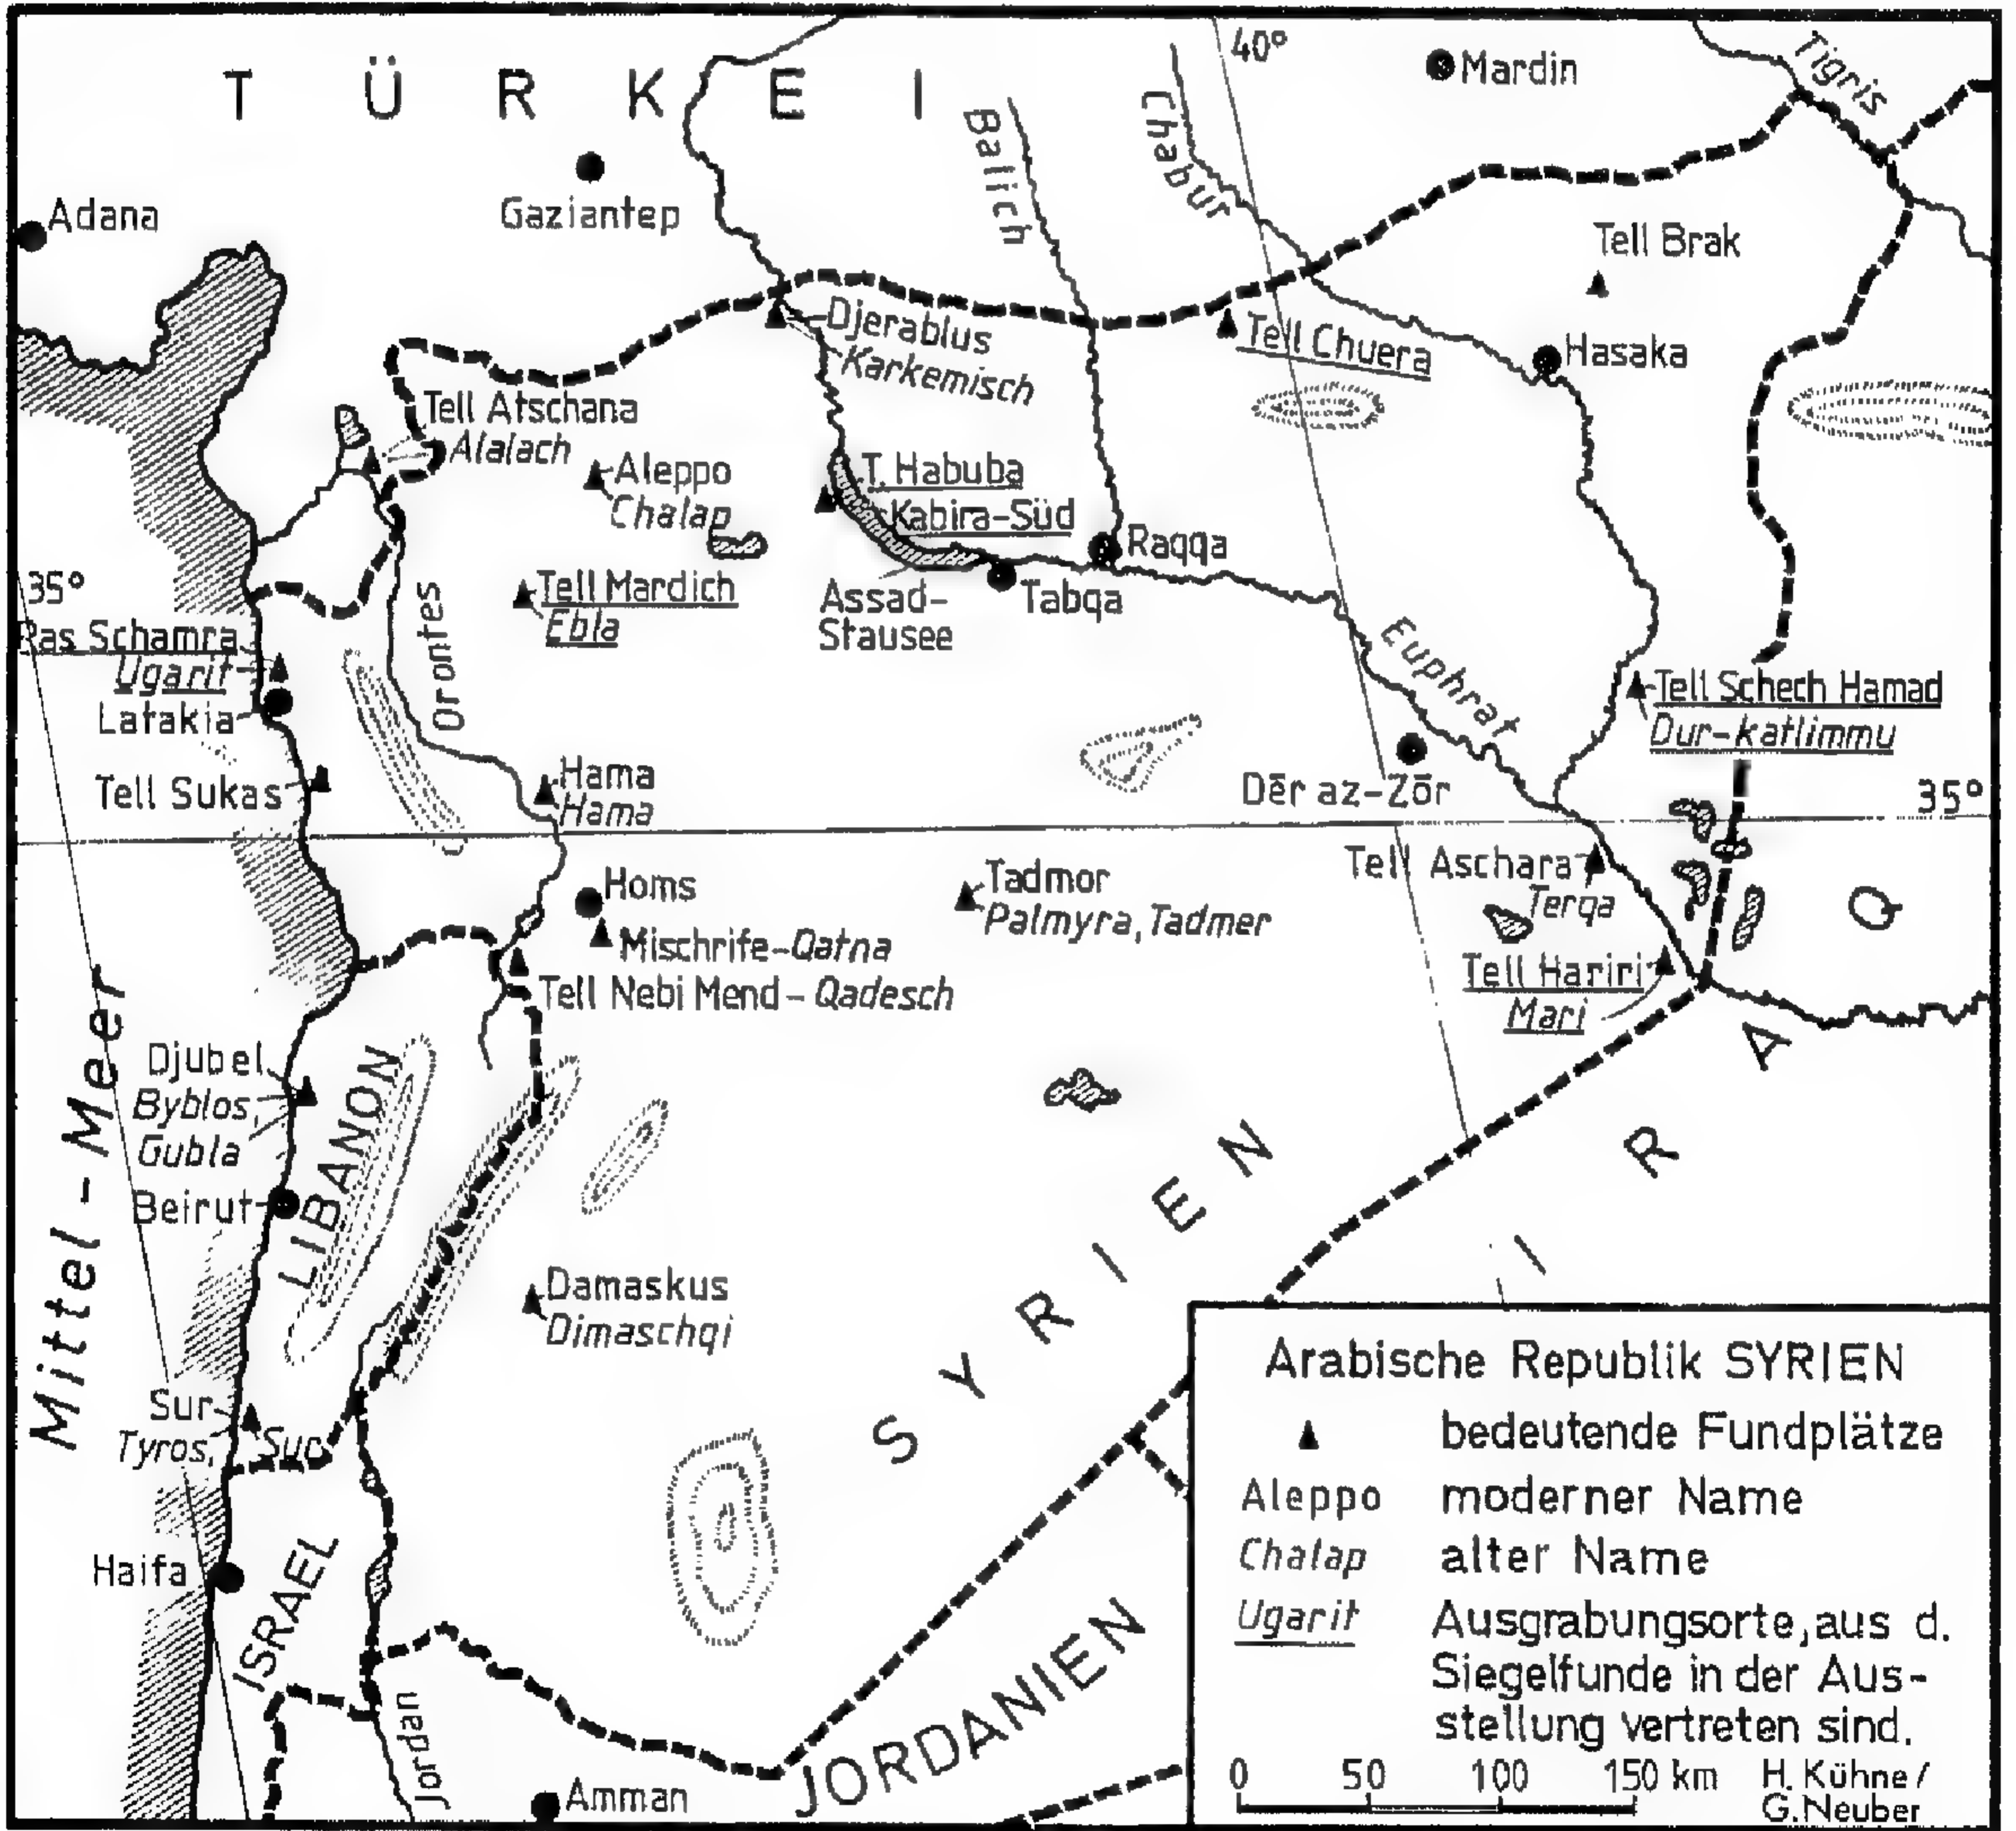 TÜRKEI
40°
Mardin
Tigris
Chabur
Balich
Gaziantep
Adana
Tell Brak
Djerablus
Karkemisch
Tell Chuera
Hasaka
Tell Atschana
Alalach
Aleppo
Chalap
T. Habuba
Kabira-Süd
Raqqa
Tabqa
Assad-
Stausee
35°
Tell Mardich
Ebla
Orontes
Ras Schamra
Ugarit
Latakia
Euphrat
Tell Schech Hamad
Dur-katlimmu
Tell Sukas
Hama
Hama
Dēr az-Zōr
35°
Tell Aschara
Terqa
Homs
Mischrife-Qatna
Tadmor
Palmyra, Tadmer
Tell Nebi Mend - Qadesch
Tell Hariri
Mari
IRAQ
Mittel-Meer
Djubel
Byblos,
Gubla
LIBANON
Beirut
SYRIEN
Damaskus
Dimaschqi
Sur
Tyros,
Haifa
ISRAEL
Jordan
Amman
JORDANIEN
Arabische Republik SYRIEN
bedeutende Fundplätze
Aleppo moderner Name
Chalap alter Name
Ugarit Ausgrabungsorte, aus d.
Siegelfunde in der Aus-
stellung vertreten sind.
0 50 100 150 km
H. Kühne /
G. Neuber